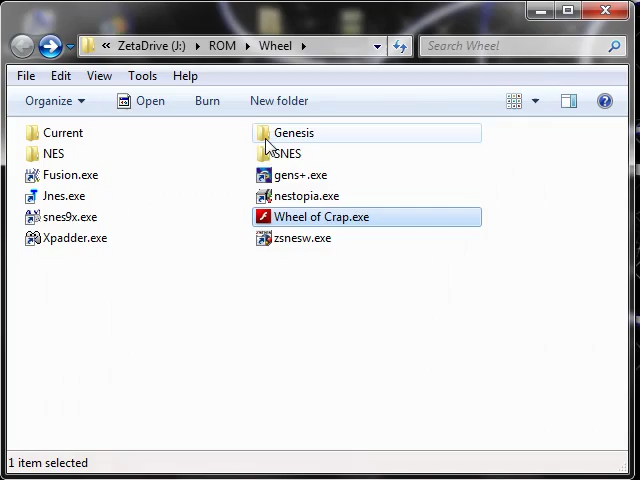 ZetaDrive (J:) ROM Wheel Search Wheel
File Edit View Tools Help
Organize Open Burn New folder
Current Genesis
NES SNES
Fusion.exe gens+.exe
Jnes.exe nestopia.exe
snes9x.exe Wheel of Crap.exe
Xpadder.exe zsnesw.exe
1 item selected